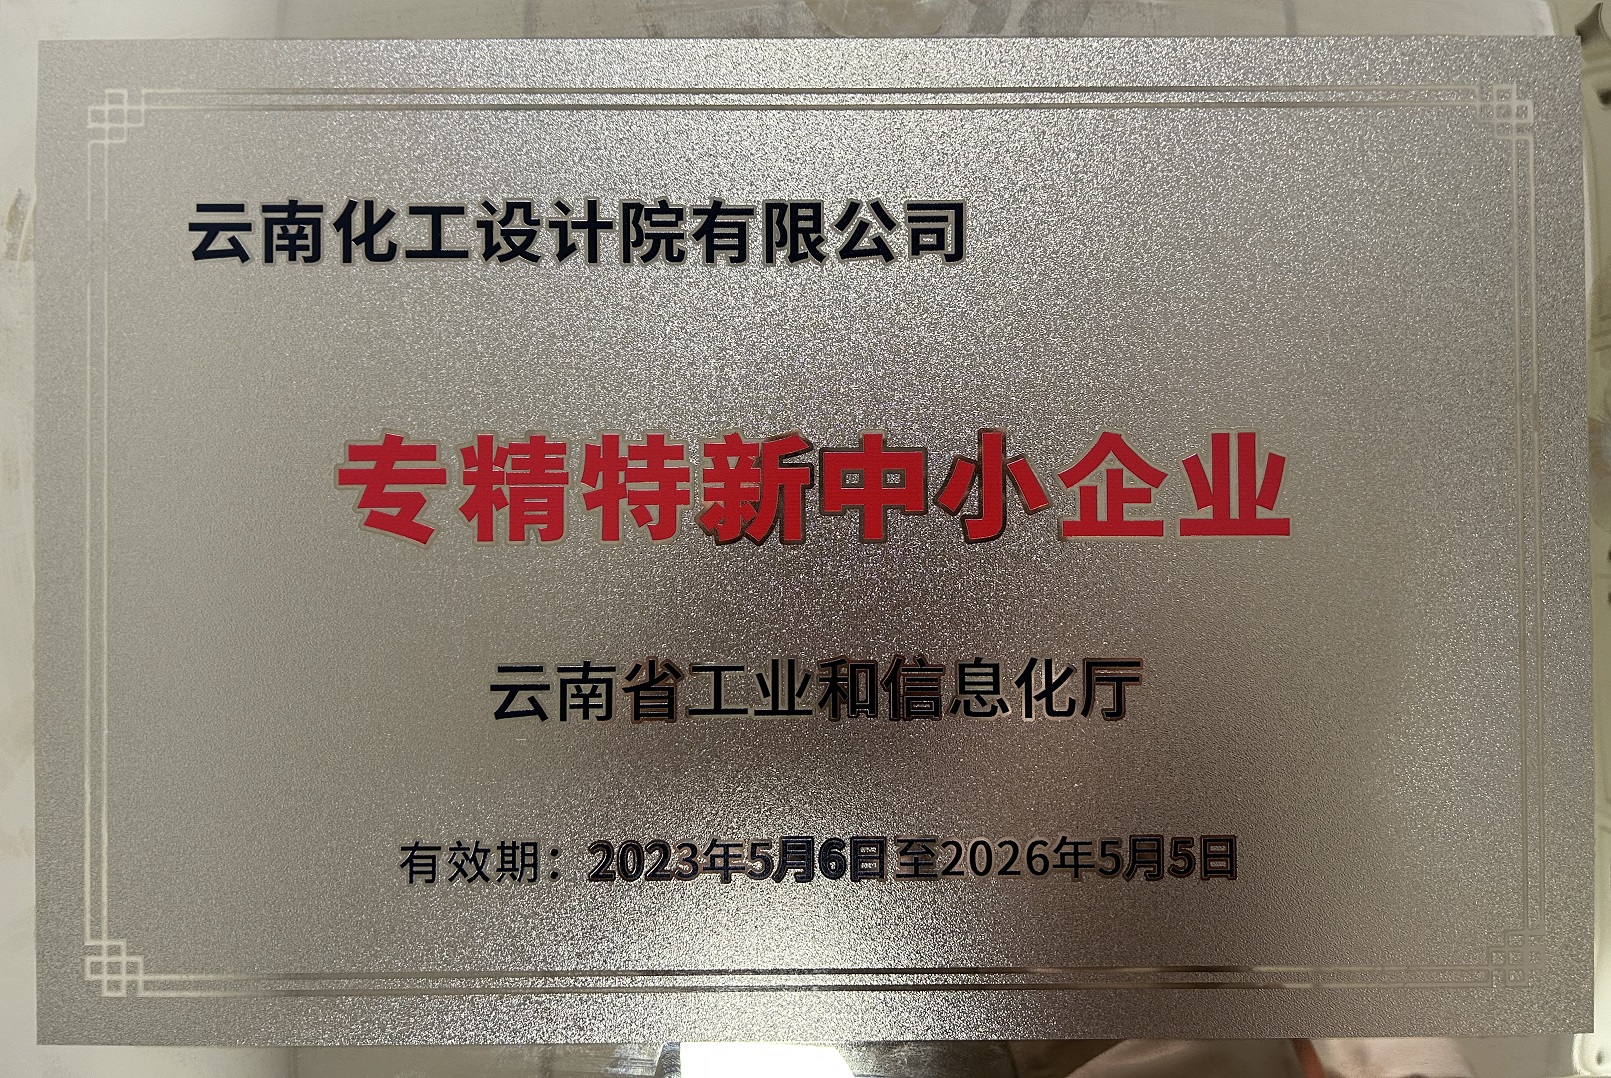 云南化工设计院有限公司
专精特新中小企业
云南省工业和信息化厅
有效期：2023年5月6日至2026年5月5日